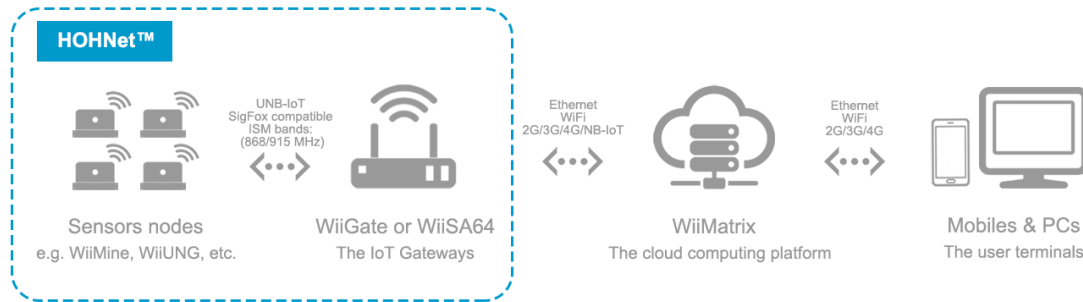 HOHNet™
UNB-IoT
SigFox compatible
ISM bands:
(868/915 MHz)
Ethernet
WiFi
2G/3G/4G/NB-IoT
Ethernet
WiFi
2G/3G/4G
Sensors nodes
e.g. WiiMine, WiiUNG, etc.
WiiGate or WiiSA64
The IoT Gateways
WiiMatrix
The cloud computing platform
Mobiles & PCs
The user terminals